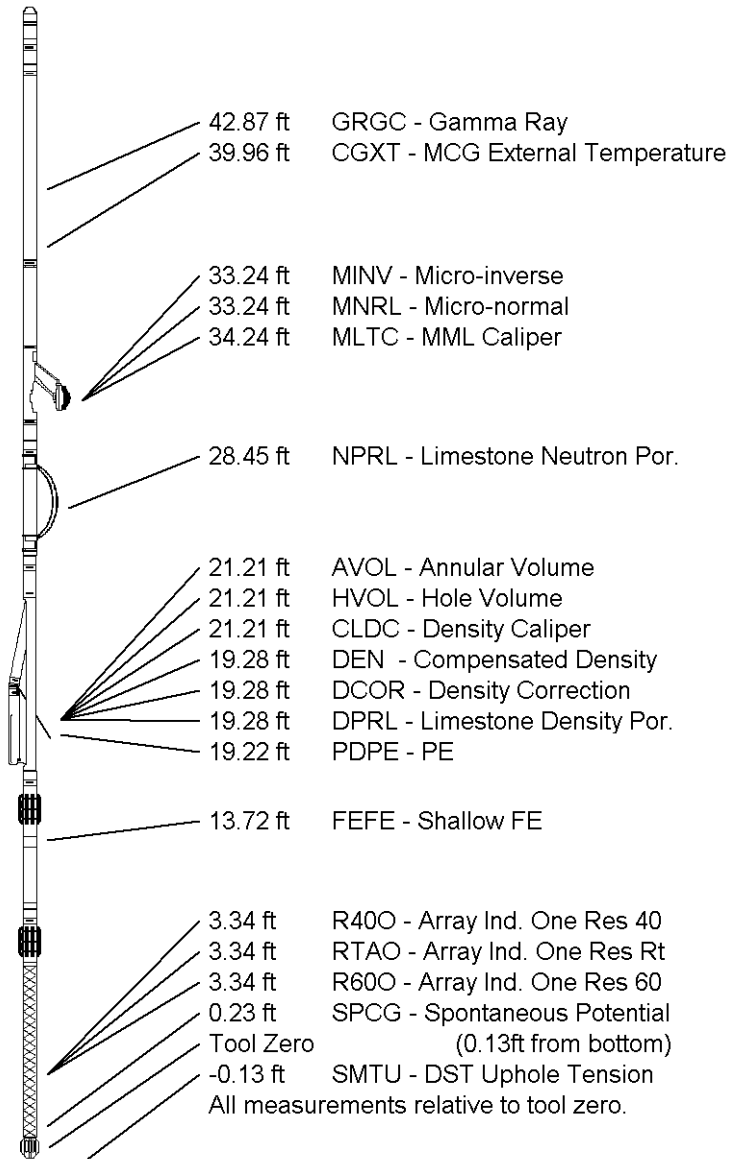 42.87 ft GRGC - Gamma Ray
39.96 ft CGXT - MCG External Temperature
33.24 ft MINV - Micro-inverse
33.24 ft MNRL - Micro-normal
34.24 ft MLTC - MML Caliper
28.45 ft NPRL - Limestone Neutron Por.
21.21 ft AVOL - Annular Volume
21.21 ft HVOL - Hole Volume
21.21 ft CLDC - Density Caliper
19.28 ft DEN - Compensated Density
19.28 ft DCOR - Density Correction
19.28 ft DPRL - Limestone Density Por.
19.22 ft PDPE - PE
13.72 ft FEFE - Shallow FE
3.34 ft R40O - Array Ind. One Res 40
3.34 ft RTAO - Array Ind. One Res Rt
3.34 ft R60O - Array Ind. One Res 60
0.23 ft SPCG - Spontaneous Potential
Tool Zero (0.13ft from bottom)
-0.13 ft SMTU - DST Uphole Tension
All measurements relative to tool zero.